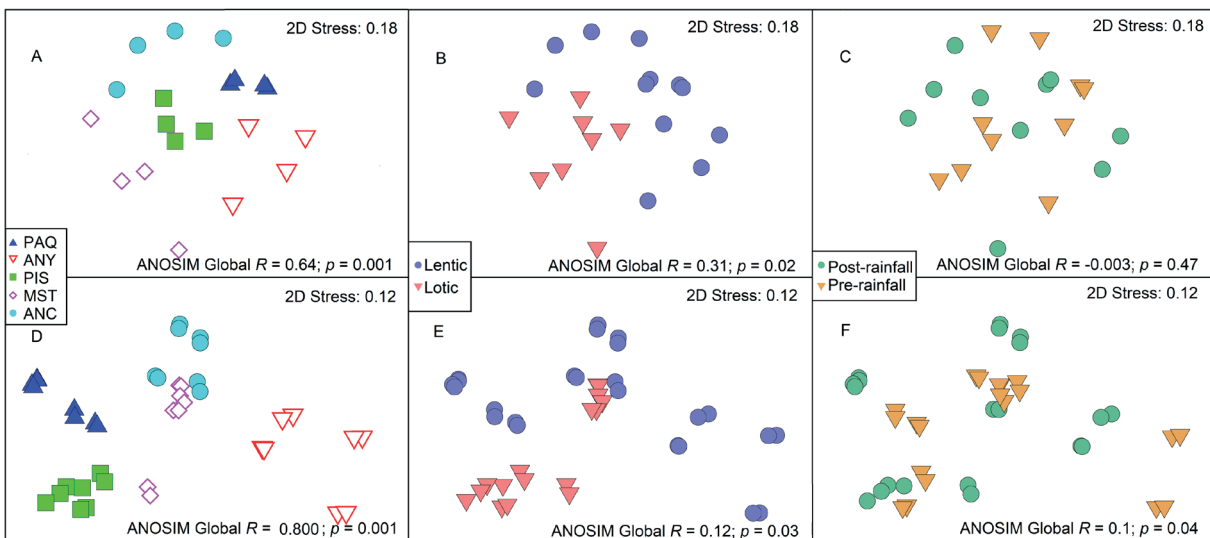 A
2D Stress: 0.18
ANOSIM Global R = 0.64; p = 0.001
B
2D Stress: 0.18
ANOSIM Global R = 0.31; p = 0.02
C
2D Stress: 0.18
ANOSIM Global R = -0.003; p = 0.47
PAQ
ANY
PIS
MST
ANC
Lentic
Lotic
Post-rainfall
Pre-rainfall
D
2D Stress: 0.12
ANOSIM Global R = 0.800; p = 0.001
E
2D Stress: 0.12
ANOSIM Global R = 0.12; p = 0.03
F
2D Stress: 0.12
ANOSIM Global R = 0.1; p = 0.04